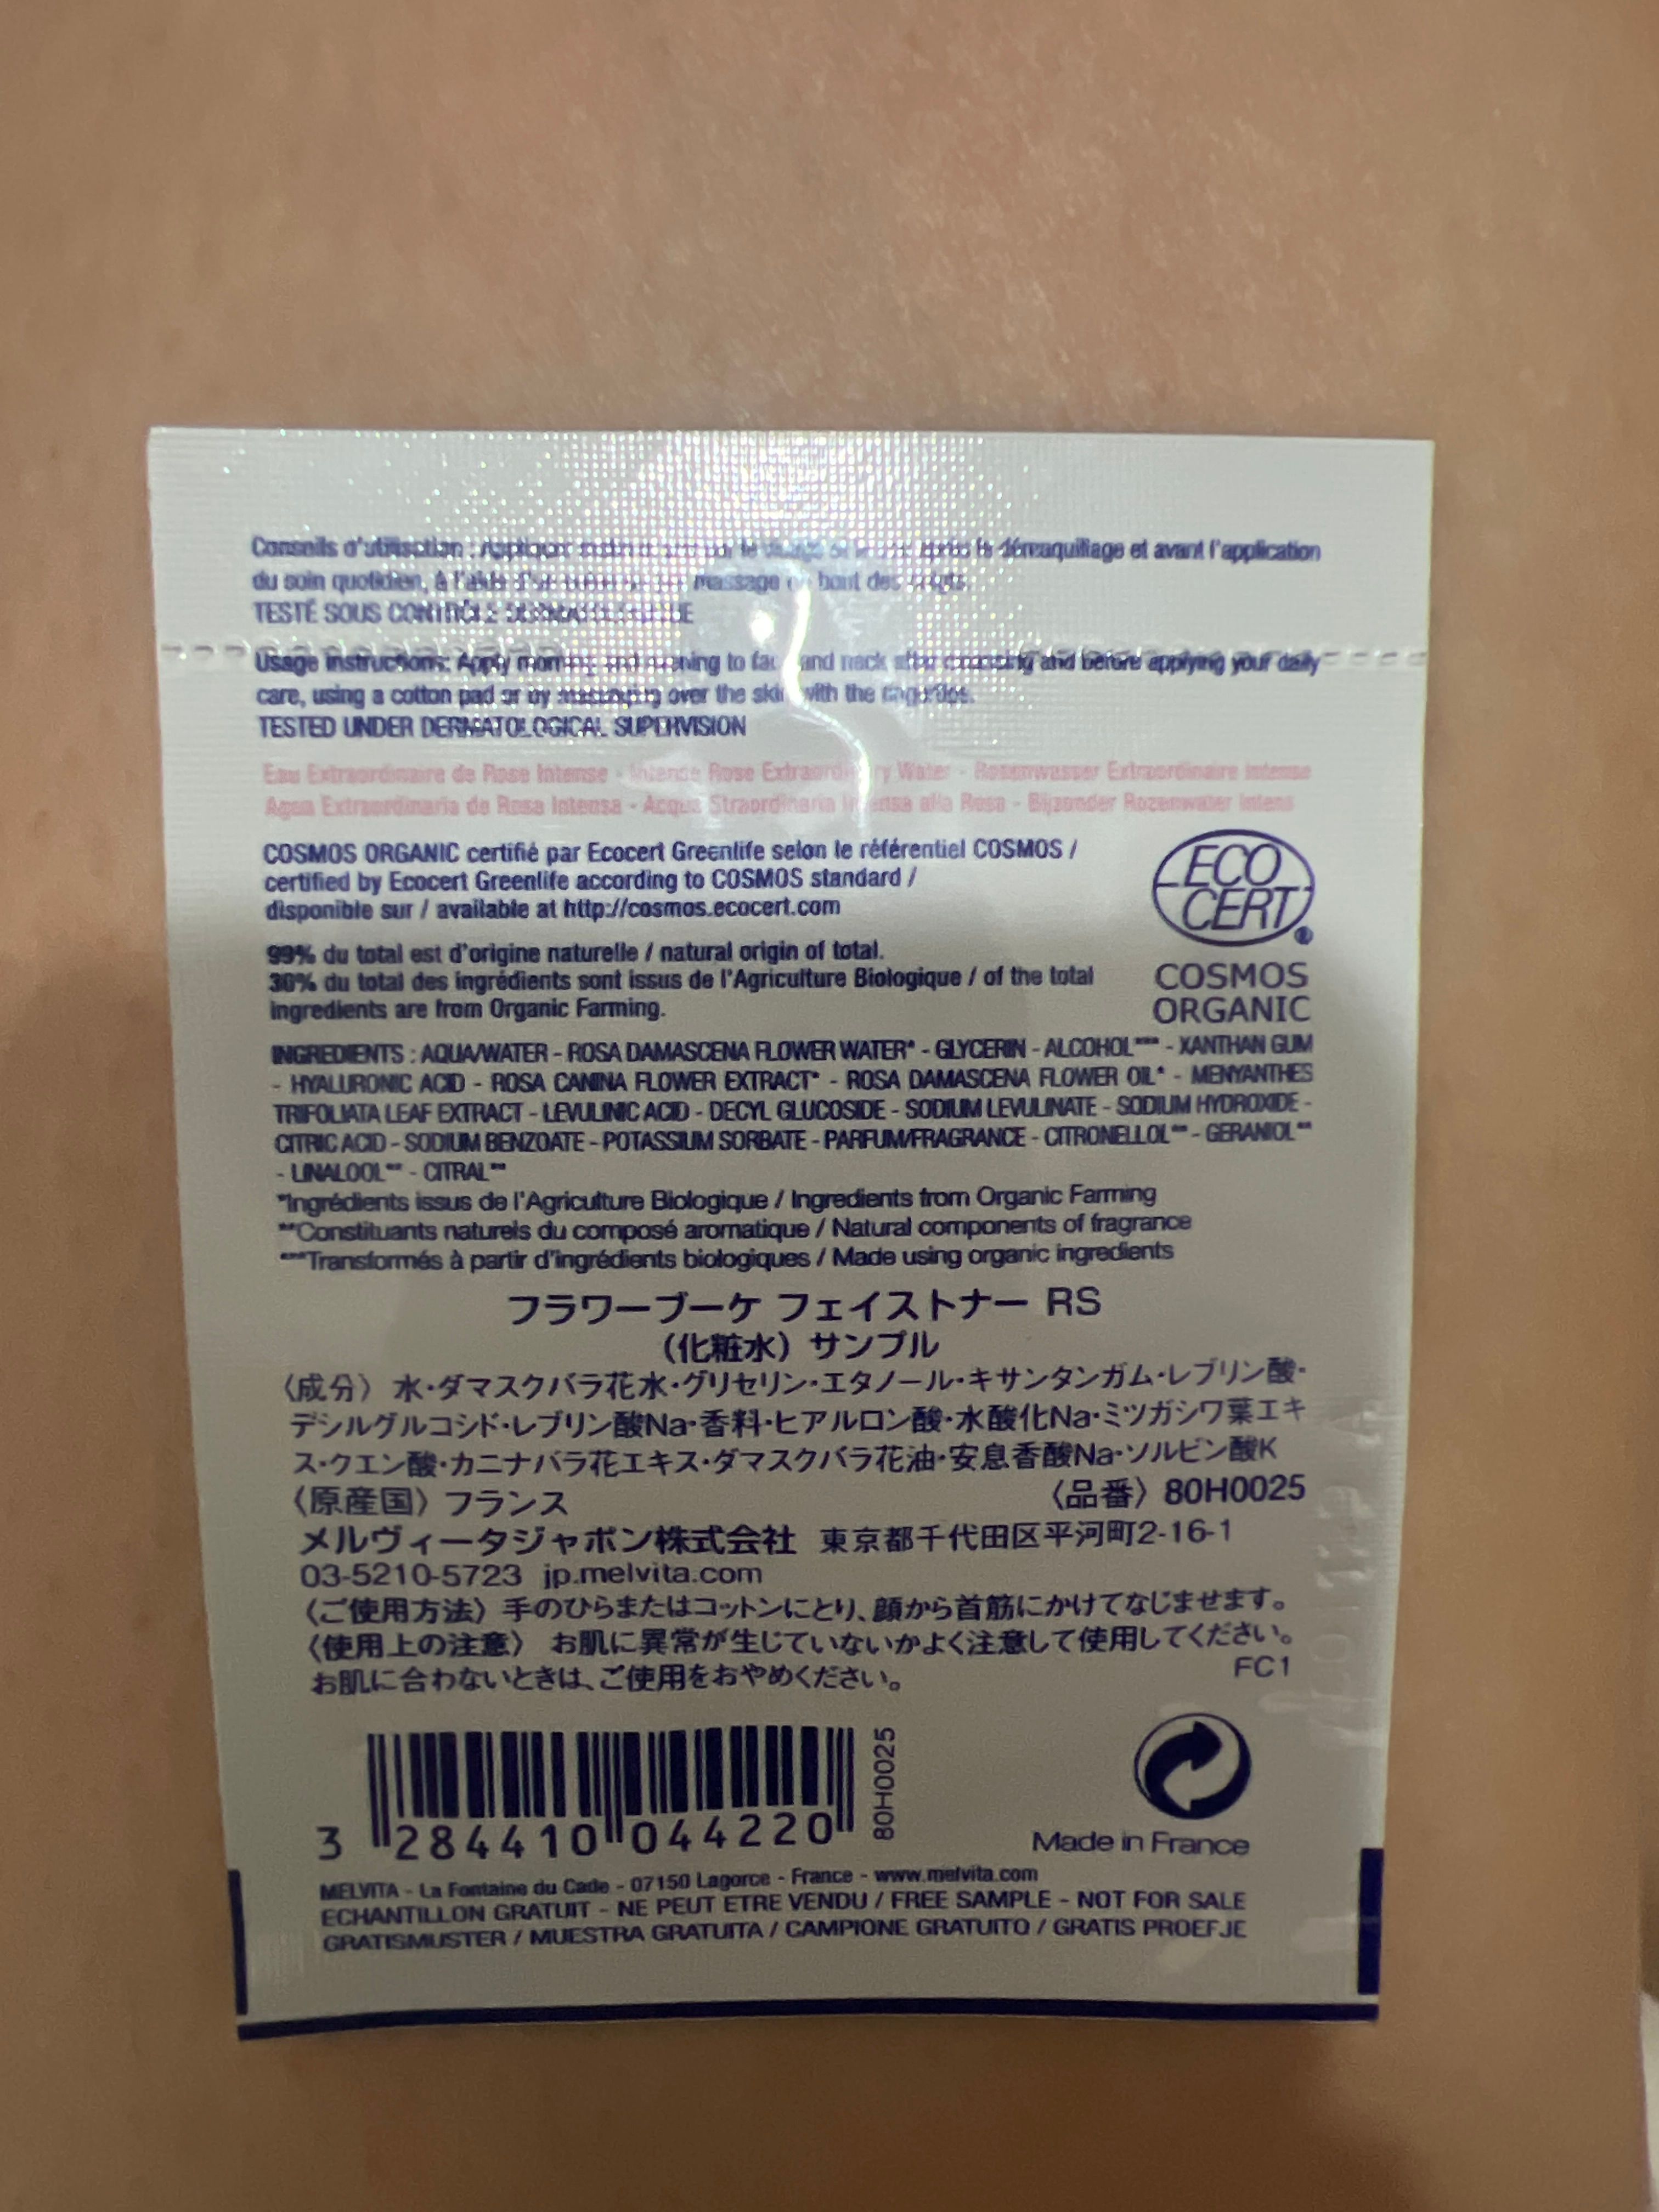 Conseils d'utilisation : Appliquer matin et soir sur le visage et le cou après le démaquillage et avant l'application
du soin quotidien, à l'aide d'un massage du bout des doigts.
TESTÉ SOUS CONTRÔLE DERMATOLOGIQUE
Usage instructions: Apply morning and evening to face and neck after cleansing and before applying your daily
care, using a cotton pad or by massaging over the skin with the fingertips.
TESTED UNDER DERMATOLOGICAL SUPERVISION
Eau Extraordinaire de Rose Intense - Intense Rose Extraordinary Water - Rosenwasser Extraordinaire Intense
Agua Extraordinaria de Rosa Intensa - Acqua Straordinaria Intensa alla Rosa - Bijzonder Rozenwater Intens
COSMOS ORGANIC certifié par Ecocert Greenlife selon le référentiel COSMOS /
certified by Ecocert Greenlife according to COSMOS standard /
disponible sur / available at http://cosmos.ecocert.com
ECO
CERT®
99% du total est d'origine naturelle / natural origin of total.
30% du total des ingrédients sont issus de l'Agriculture Biologique / of the total
ingredients are from Organic Farming.
COSMOS
ORGANIC
INGREDIENTS : AQUA/WATER - ROSA DAMASCENA FLOWER WATER* - GLYCERIN - ALCOHOL*** - XANTHAN GUM
- HYALURONIC ACID - ROSA CANINA FLOWER EXTRACT* - ROSA DAMASCENA FLOWER OIL* - MENYANTHES
TRIFOLIATA LEAF EXTRACT - LEVULINIC ACID - DECYL GLUCOSIDE - SODIUM LEVULINATE - SODIUM HYDROXIDE -
CITRIC ACID - SODIUM BENZOATE - POTASSIUM SORBATE - PARFUM/FRAGRANCE - CITRONELLOL** - GERANIOL**
- LINALOOL** - CITRAL**
*Ingrédients issus de l'Agriculture Biologique / Ingredients from Organic Farming
**Constituants naturels du composé aromatique / Natural components of fragrance
***Transformés à partir d'ingrédients biologiques / Made using organic ingredients
フラワーブーケ フェイストナー RS
(化粧水) サンプル
〈成分〉 水・ダマスクバラ花水・グリセリン・エタノール・キサンタンガム・レブリン酸・
デシルグルコシド・レブリン酸Na・香料・ヒアルロン酸・水酸化Na・ミツガシワ葉エキ
ス・クエン酸・カニナバラ花エキス・ダマスクバラ花油・安息香酸Na・ソルビン酸K
〈原産国〉フランス 〈品番〉80H0025
メルヴィータジャポン株式会社 東京都千代田区平河町2-16-1
03-5210-5723 jp.melvita.com
〈ご使用方法〉手のひらまたはコットンにとり、顔から首筋にかけてなじませます。
〈使用上の注意〉 お肌に異常が生じていないかよく注意して使用してください。
お肌に合わないときは、ご使用をおやめください。 FC1
3 284410 044220
80H0025
Made in France
MELVITA - La Fontaine du Cade - 07150 Lagorce - France - www.melvita.com
ECHANTILLON GRATUIT - NE PEUT ETRE VENDU / FREE SAMPLE - NOT FOR SALE
GRATISMUSTER / MUESTRA GRATUITA / CAMPIONE GRATUITO / GRATIS PROEFJE